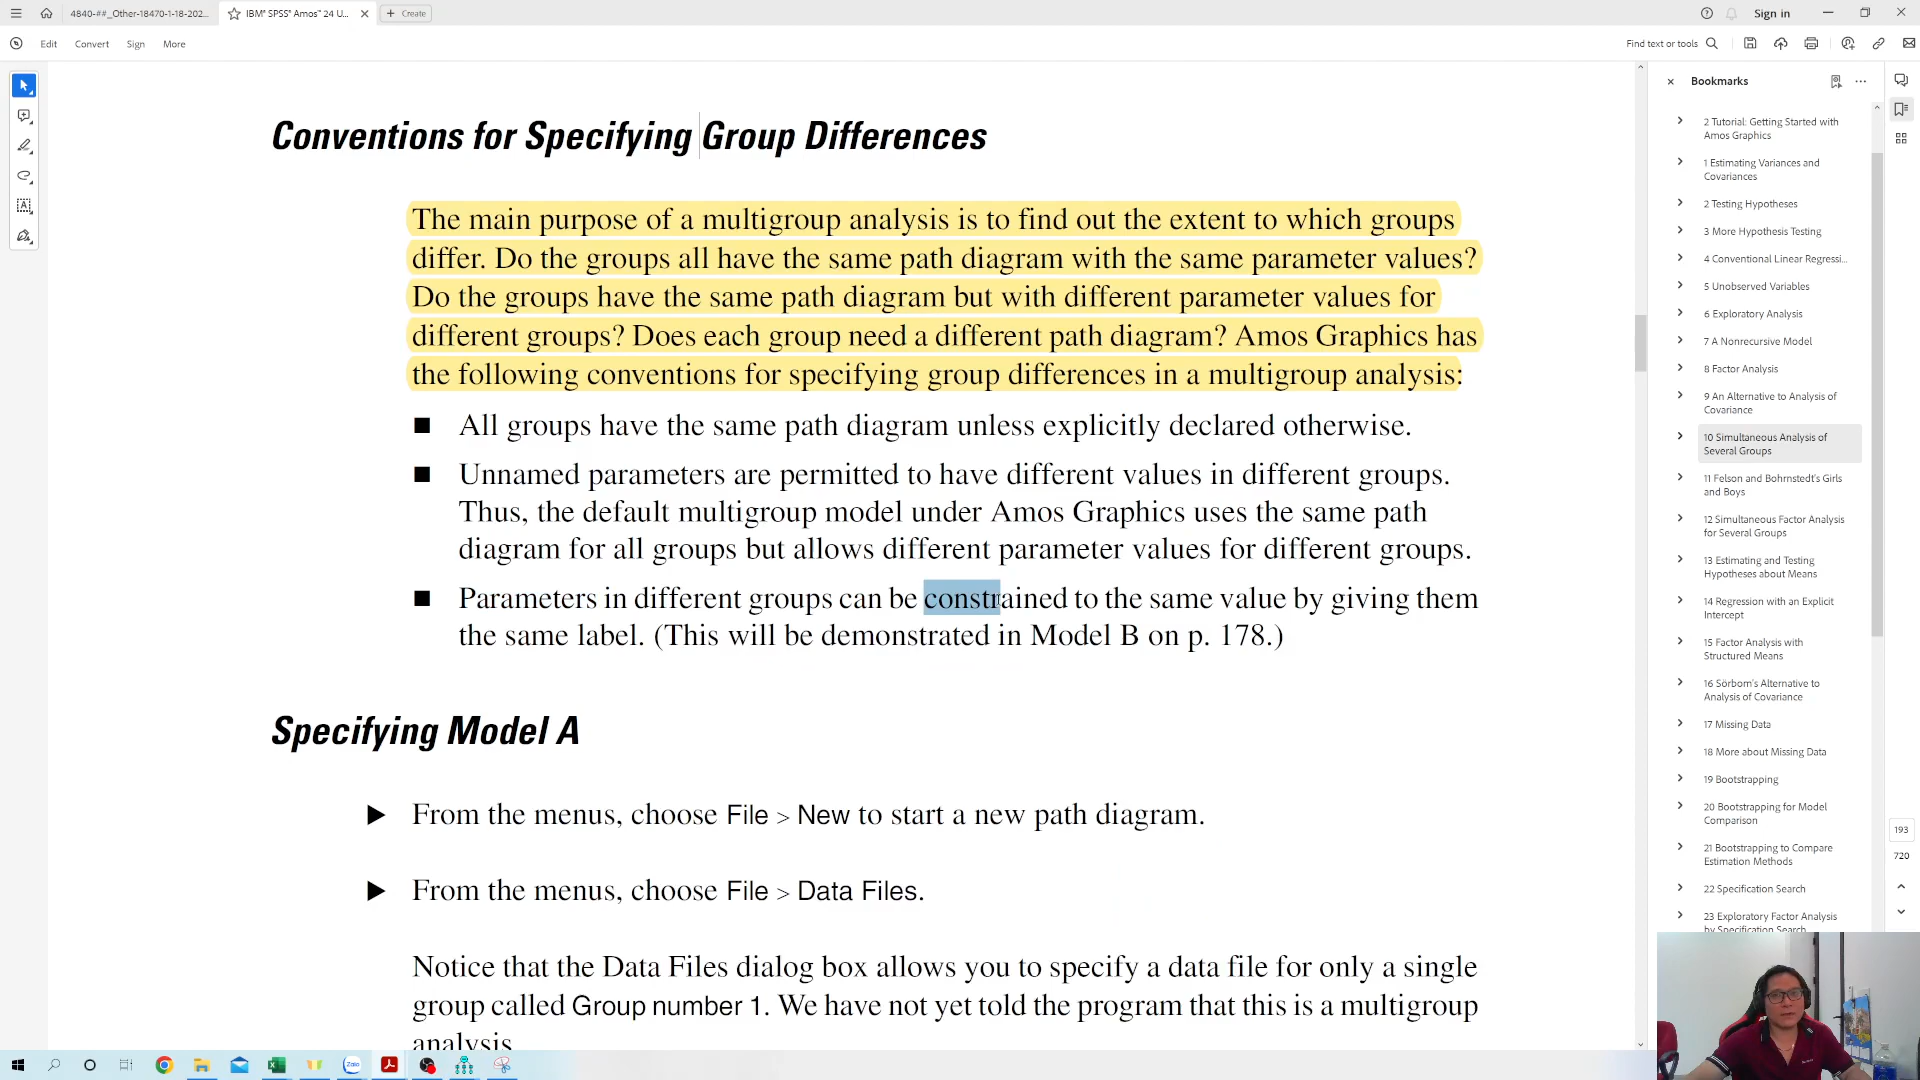 4840-##_Other-18470-1-18-202...
IBM® SPSS® Amos™ 24 U...
Create
Sign in
Edit
Convert
Sign
More
Find text or tools
Conventions for Specifying Group Differences
The main purpose of a multigroup analysis is to find out the extent to which groups
differ. Do the groups all have the same path diagram with the same parameter values?
Do the groups have the same path diagram but with different parameter values for
different groups? Does each group need a different path diagram? Amos Graphics has
the following conventions for specifying group differences in a multigroup analysis:
■ All groups have the same path diagram unless explicitly declared otherwise.
■ Unnamed parameters are permitted to have different values in different groups.
Thus, the default multigroup model under Amos Graphics uses the same path
diagram for all groups but allows different parameter values for different groups.
■ Parameters in different groups can be constrained to the same value by giving them
the same label. (This will be demonstrated in Model B on p. 178.)
Specifying Model A
▶ From the menus, choose File > New to start a new path diagram.
▶ From the menus, choose File > Data Files.
Notice that the Data Files dialog box allows you to specify a data file for only a single
group called Group number 1. We have not yet told the program that this is a multigroup
analysis
Bookmarks
2 Tutorial: Getting Started with
Amos Graphics
1 Estimating Variances and
Covariances
2 Testing Hypotheses
3 More Hypothesis Testing
4 Conventional Linear Regressi...
5 Unobserved Variables
6 Exploratory Analysis
7 A Nonrecursive Model
8 Factor Analysis
9 An Alternative to Analysis of
Covariance
10 Simultaneous Analysis of
Several Groups
11 Felson and Bohrnstedt's Girls
and Boys
12 Simultaneous Factor Analysis
for Several Groups
13 Estimating and Testing
Hypotheses about Means
14 Regression with an Explicit
Intercept
15 Factor Analysis with
Structured Means
16 Sörbom's Alternative to
Analysis of Covariance
17 Missing Data
18 More about Missing Data
19 Bootstrapping
20 Bootstrapping for Model
Comparison
21 Bootstrapping to Compare
Estimation Methods
22 Specification Search
23 Exploratory Factor Analysis
by Specification Search
193
720
Zalo